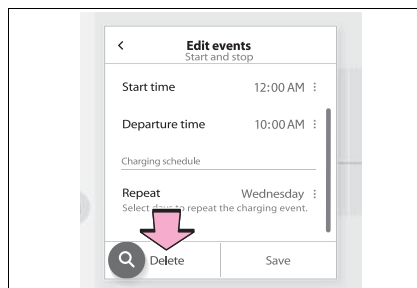 Edit events
Start and stop
Start time 12:00 AM
Departure time 10:00 AM
Charging schedule
Repeat Wednesday
Select days to repeat the charging event.
Delete Save